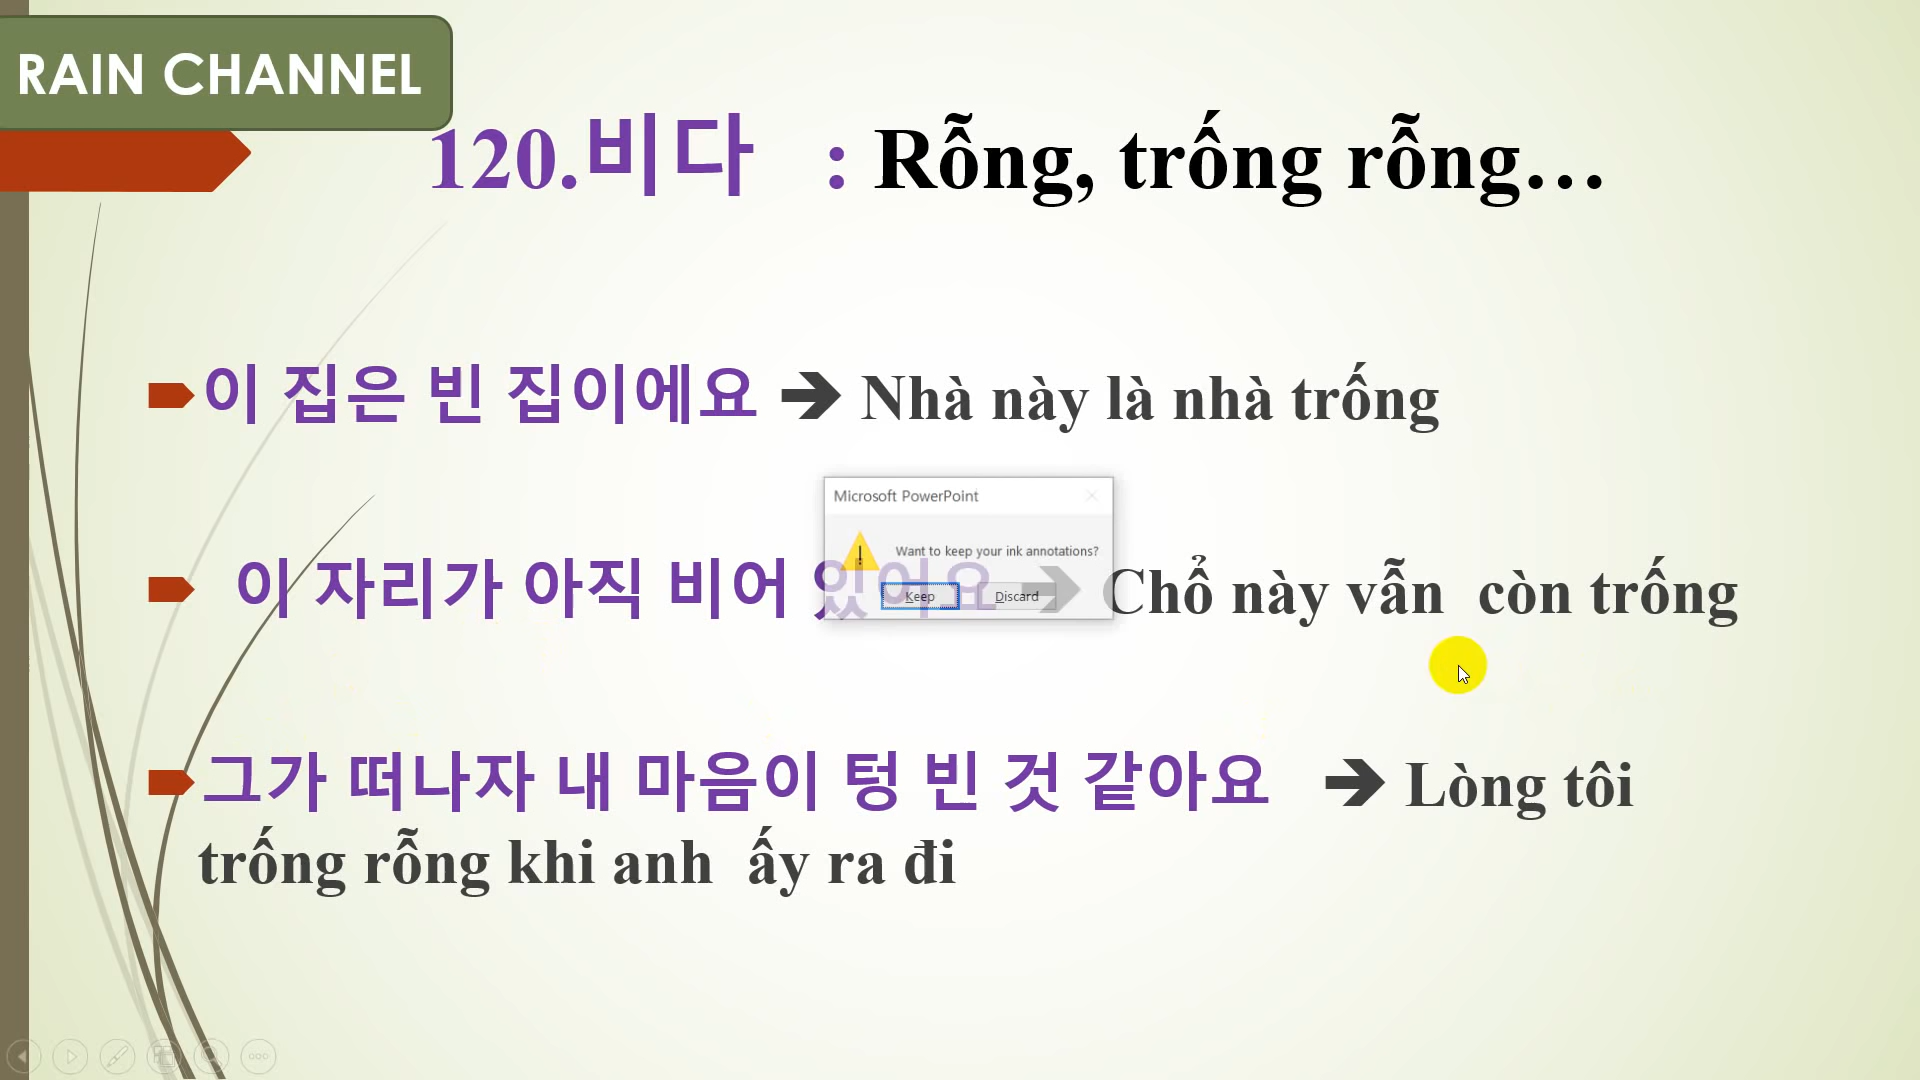 RAIN CHANNEL
120.비다 : Rỗng, trống rỗng...
이 집은 빈 집이에요 ➔ Nhà này là nhà trống
Microsoft PowerPoint
Want to keep your ink annotations?
Keep Discard
이 자리가 아직 비어 있어요 ➔ Chổ này vẫn còn trống
그가 떠나자 내 마음이 텅 빈 것 같아요 ➔ Lòng tôi
trống rỗng khi anh ấy ra đi